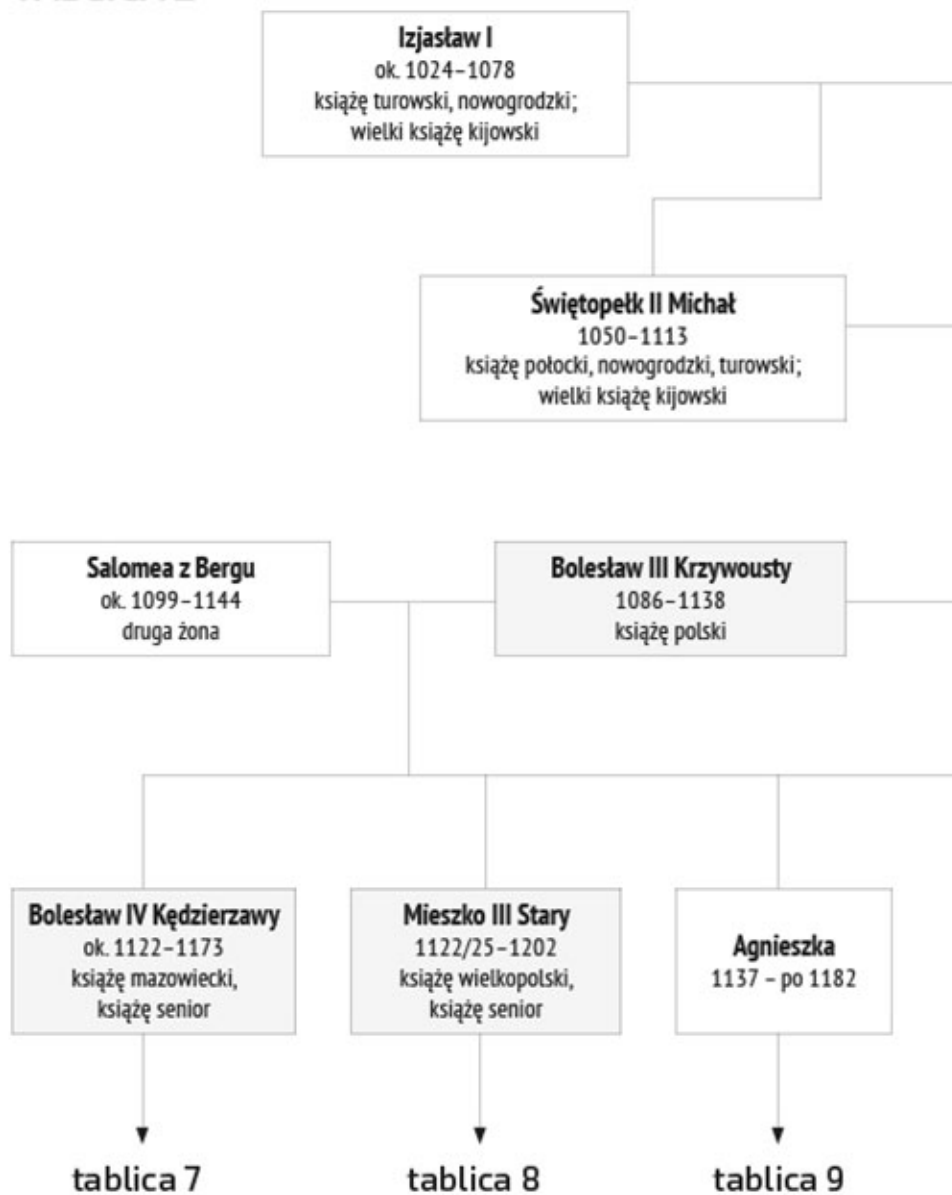 Izjasław I
ok. 1024–1078
książę turowski, nowogrodzki;
wielki książę kijowski
Świętopełk II Michał
1050–1113
książę połocki, nowogrodzki, turowski;
wielki książę kijowski
Salomea z Bergu
ok. 1099–1144
druga żona
Bolesław III Krzywousty
1086–1138
książę polski
Bolesław IV Kędzierzawy
ok. 1122–1173
książę mazowiecki,
książę senior
Mieszko III Stary
1122/25–1202
książę wielkopolski,
książę senior
Agnieszka
1137 – po 1182
tablica 7
tablica 8
tablica 9